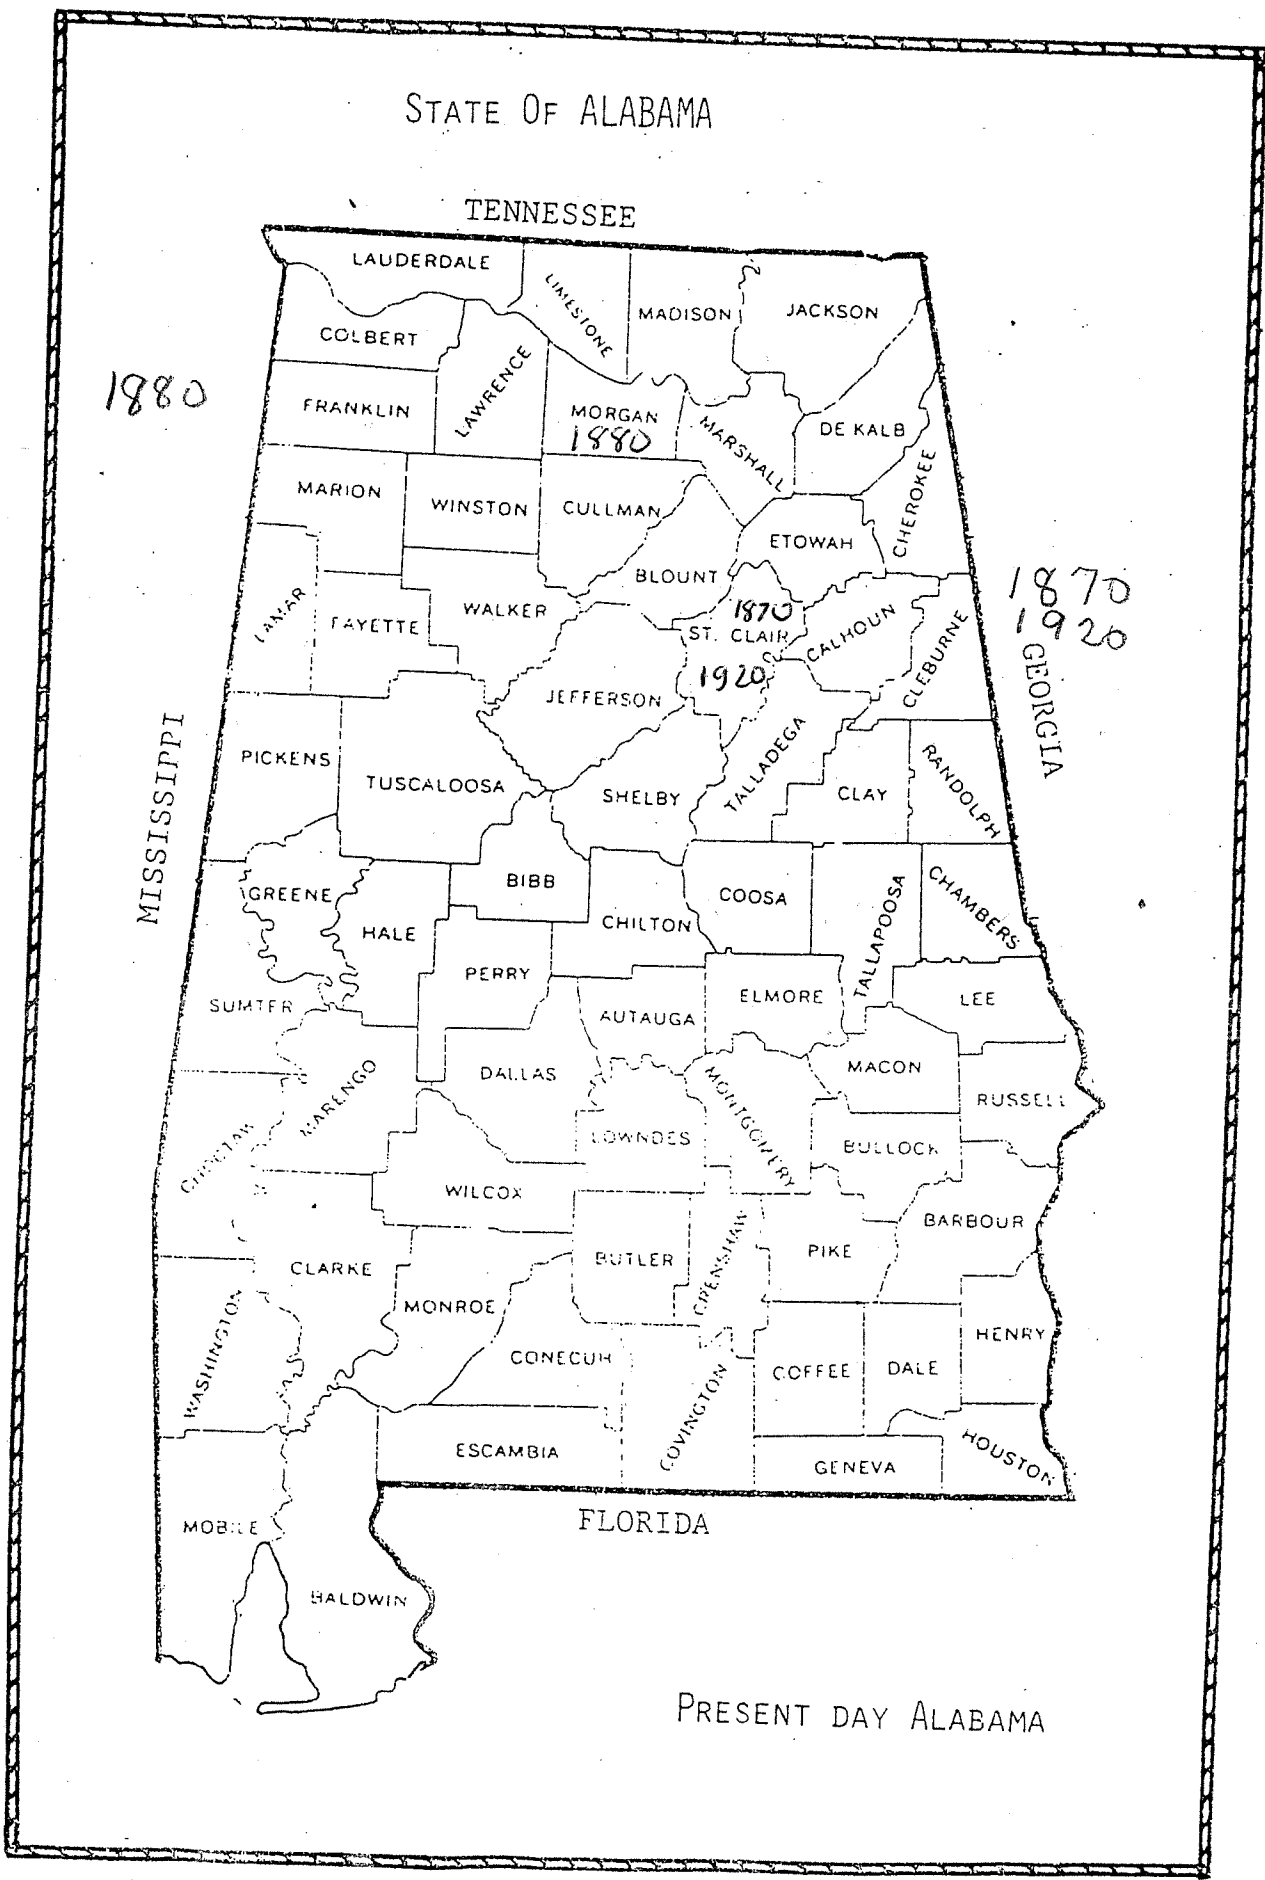 STATE OF ALABAMA
TENNESSEE
LAUDERDALE
LIMESTONE
MADISON
JACKSON
COLBERT
LAWRENCE
1880
FRANKLIN
MORGAN
1880
MARSHALL
DE KALB
CHEROKEE
MARION
WINSTON
CULLMAN
ETOWAH
BLOUNT
1870
1920
LAMAR
FAYETTE
WALKER
1870
ST. CLAIR
1920
CALHOUN
CLEBURNE
GEORGIA
JEFFERSON
MISSISSIPPI
PICKENS
TUSCALOOSA
SHELBY
TALLADEGA
CLAY
RANDOLPH
GREENE
HALE
BIBB
CHILTON
COOSA
TALLAPOOSA
CHAMBERS
PERRY
SUMTER
AUTAUGA
ELMORE
LEE
MARENGO
DALLAS
MONTGOMERY
MACON
RUSSELL
CHOCTAW
LOWNDES
BULLOCK
WILCOX
BARBOUR
CLARKE
BUTLER
CRENSHAW
PIKE
WASHINGTON
MONROE
CONECUH
COVINGTON
COFFEE
DALE
HENRY
ESCAMBIA
GENEVA
HOUSTON
FLORIDA
MOBILE
BALDWIN
PRESENT DAY ALABAMA